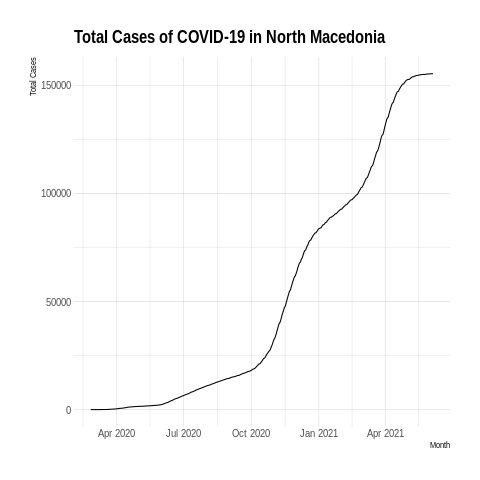 Total Cases of COVID-19 in North Macedonia
Total Cases
150000
100000
50000
0
Apr 2020 Jul 2020 Oct 2020 Jan 2021 Apr 2021
Month